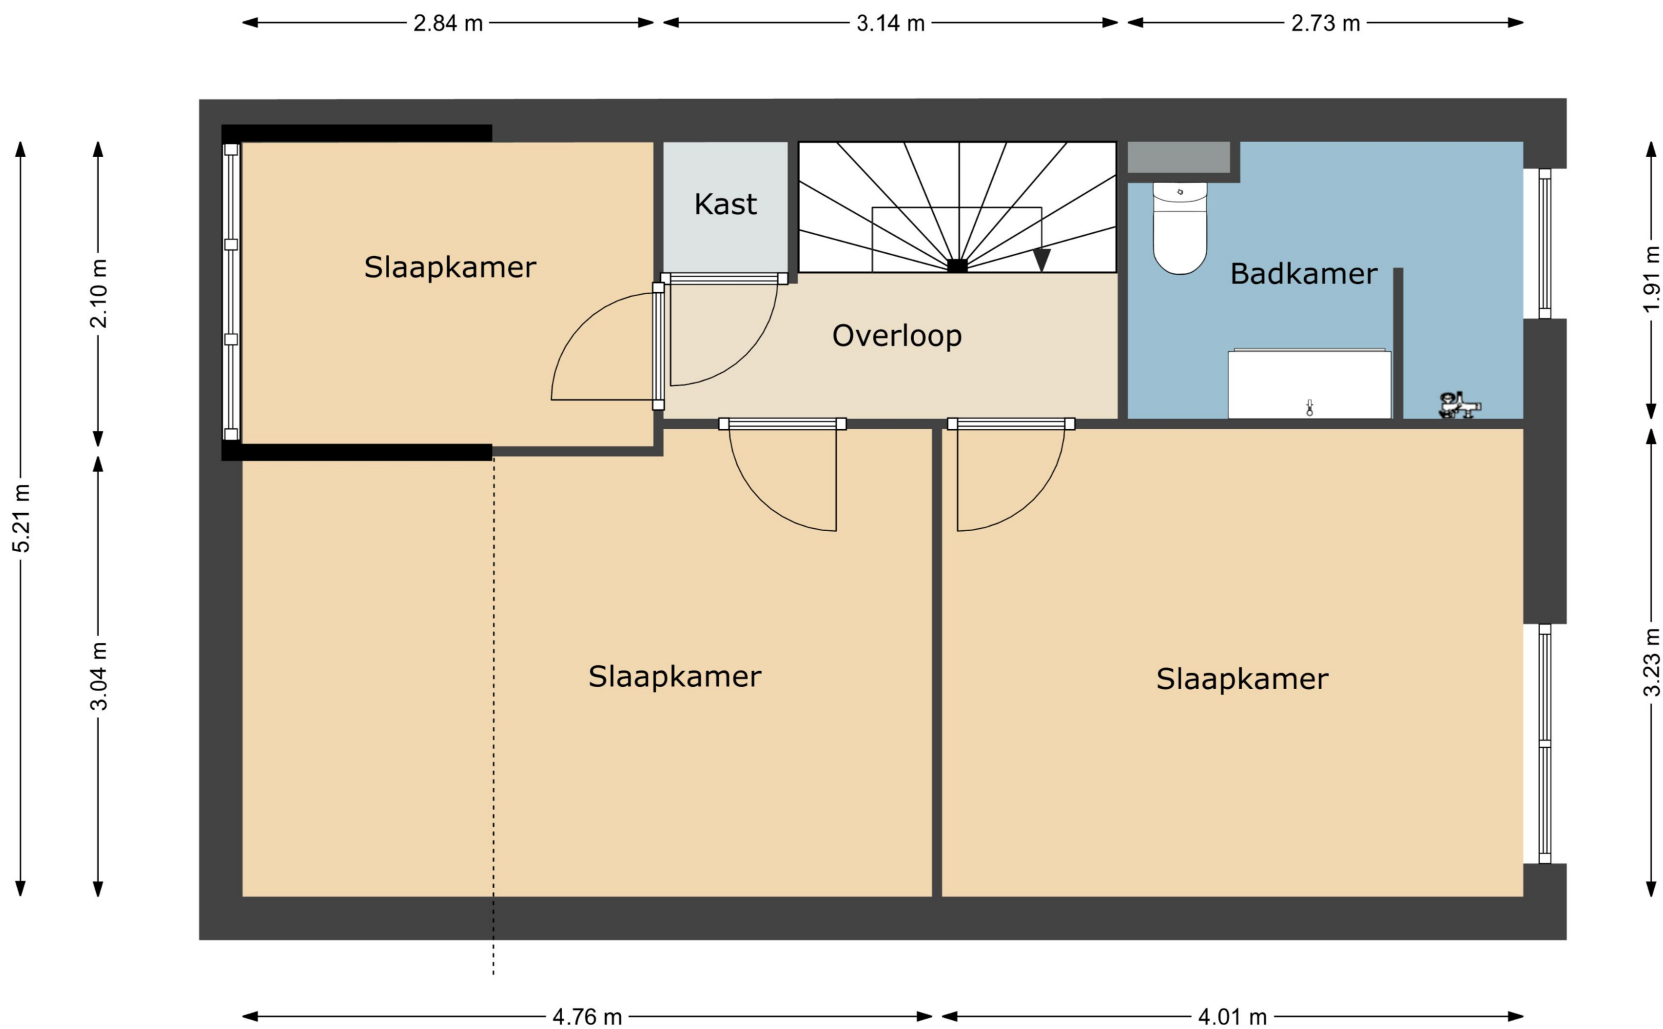 2.84 m
3.14 m
2.73 m
Kast
Slaapkamer
Badkamer
Overloop
2.10 m
1.91 m
5.21 m
3.04 m
3.23 m
Slaapkamer
Slaapkamer
4.76 m
4.01 m